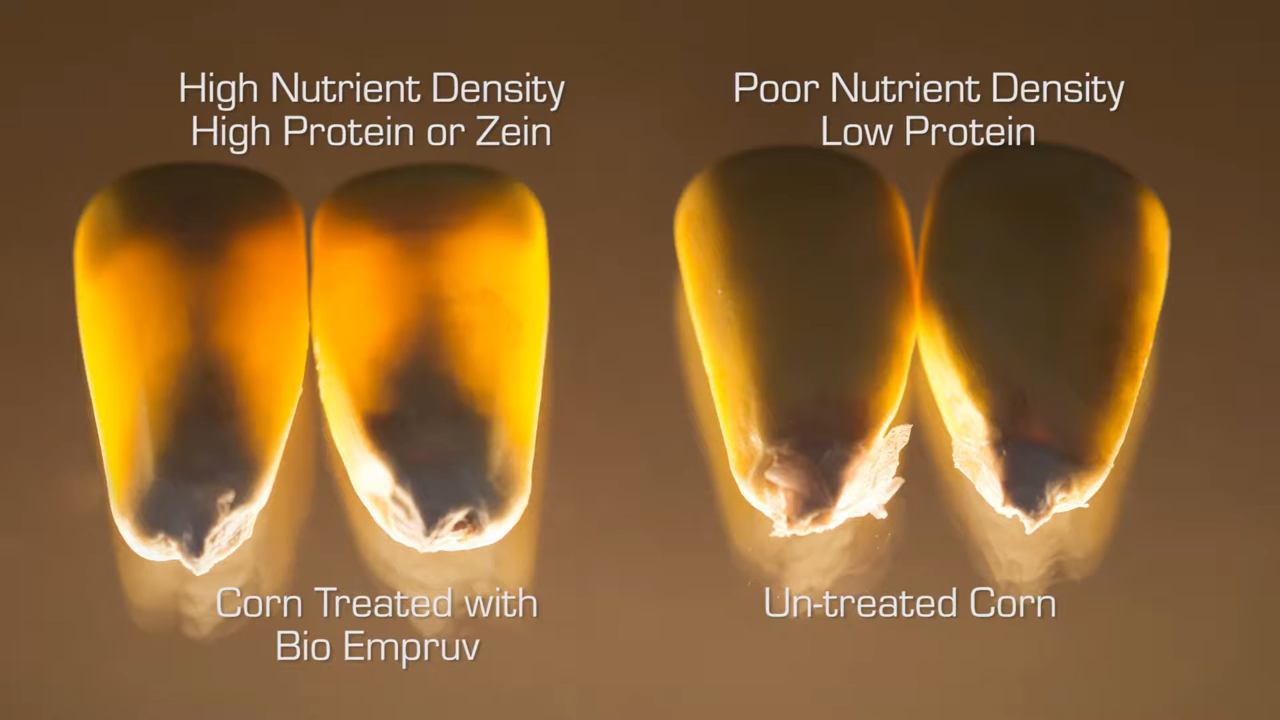 High Nutrient Density
High Protein or Zein
Poor Nutrient Density
Low Protein
Corn Treated with
Bio Empruv
Un-treated Corn